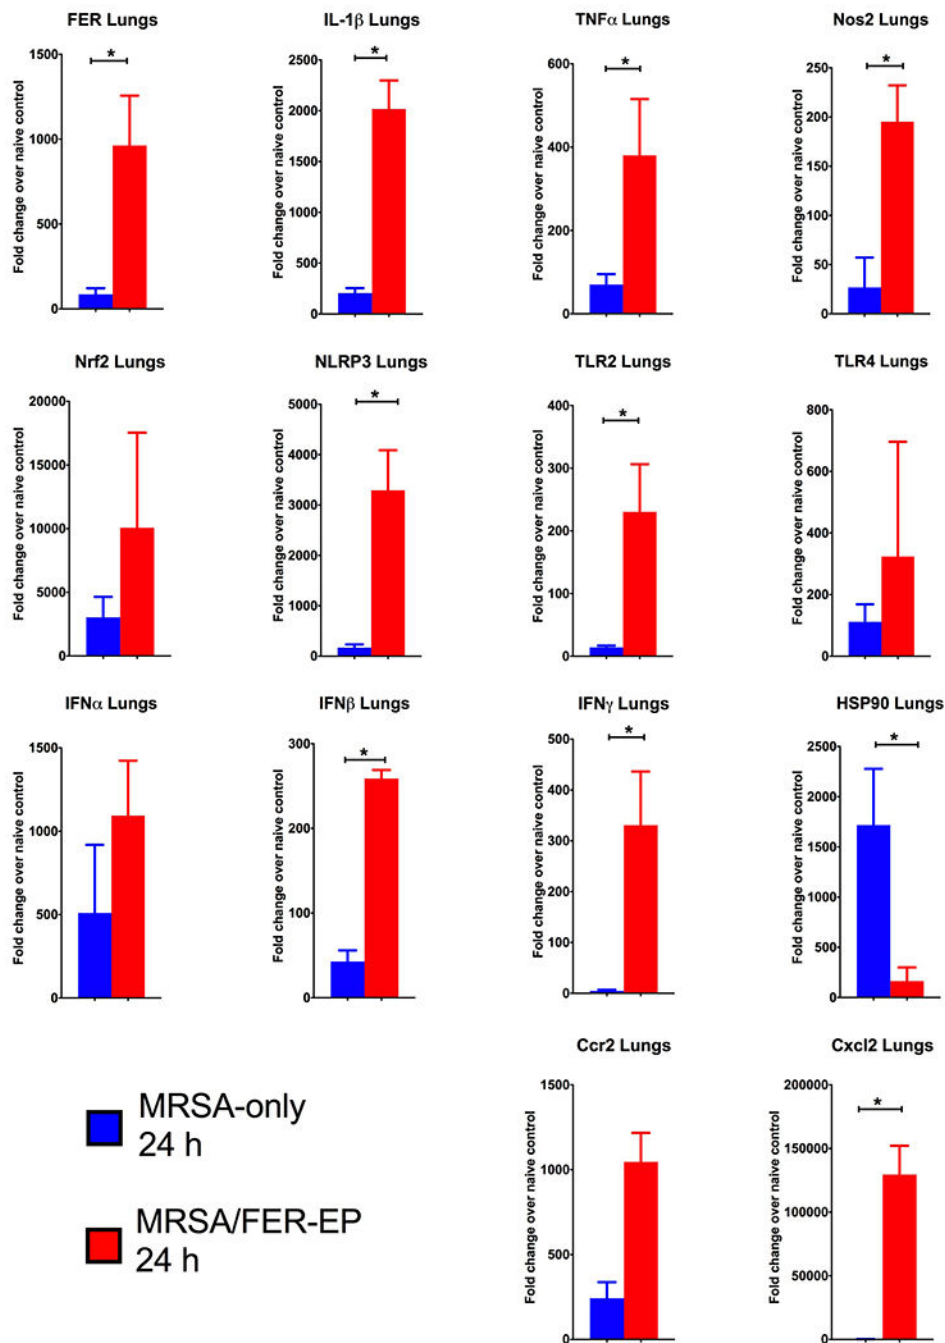 FER Lungs
Fold change over naive control
1500
1000
500
0
*
IL-1β Lungs
Fold change over naive control
2500
2000
1500
1000
500
0
*
TNFα Lungs
Fold change over naive control
600
400
200
0
*
Nos2 Lungs
Fold change over naive control
250
200
150
100
50
0
*
Nrf2 Lungs
Fold change over naive control
20000
15000
10000
5000
0
NLRP3 Lungs
Fold change over naive control
5000
4000
3000
2000
1000
0
*
TLR2 Lungs
Fold change over naive control
400
300
200
100
0
*
TLR4 Lungs
Fold change over naive control
800
600
400
200
0
IFNα Lungs
Fold change over naive control
1500
1000
500
0
IFNβ Lungs
Fold change over naive control
300
200
100
0
*
IFNγ Lungs
Fold change over naive control
500
400
300
200
100
0
*
HSP90 Lungs
Fold change over naive control
2500
2000
1500
1000
500
0
*
Ccr2 Lungs
Fold change over naive control
1500
1000
500
0
Cxcl2 Lungs
Fold change over naive control
200000
150000
100000
50000
0
*
MRSA-only
24 h
MRSA/FER-EP
24 h